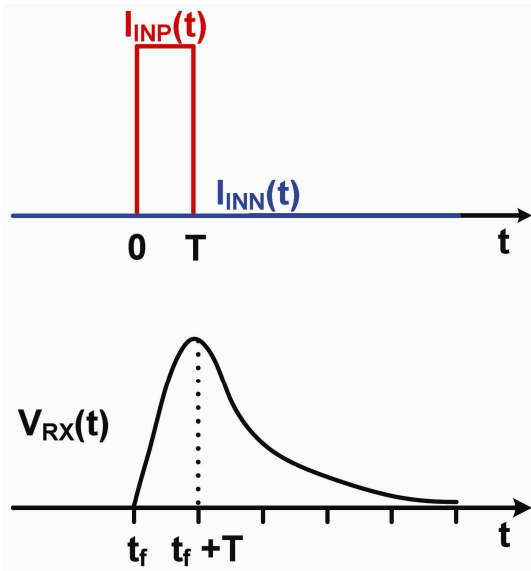 I_INP(t)
I_INN(t)
0 T t
V_RX(t)
t_f t_f +T t